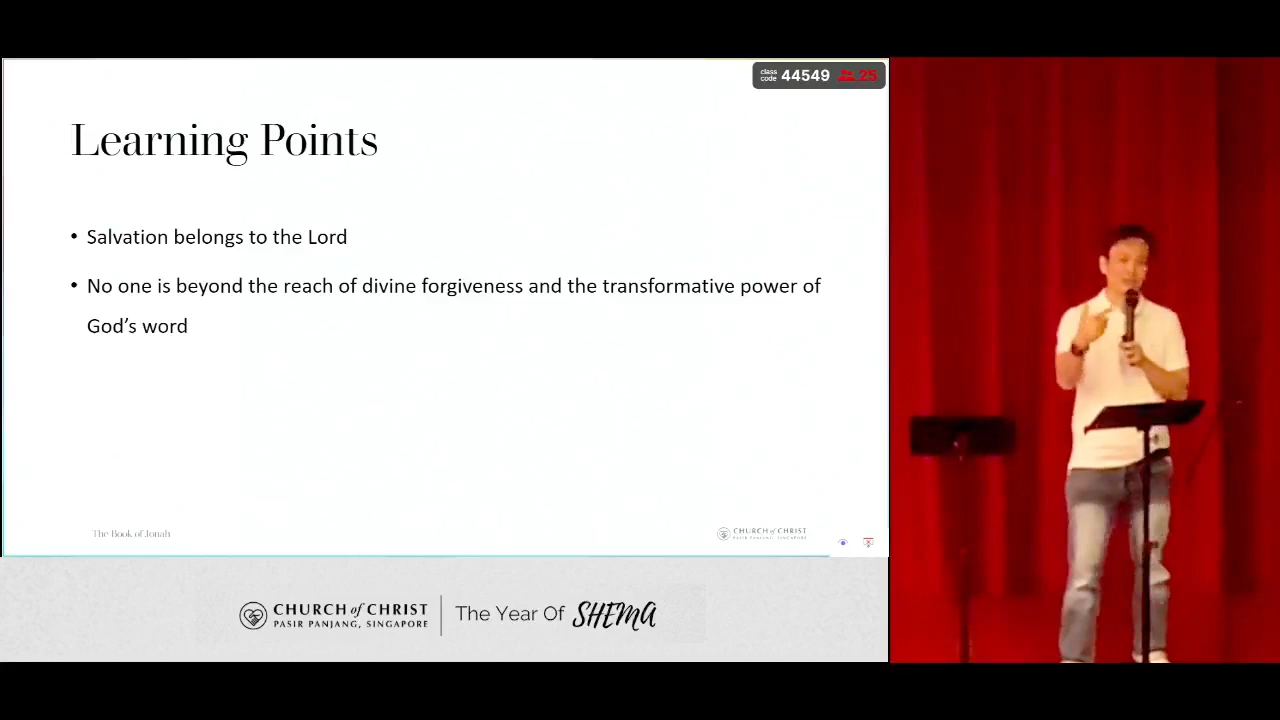 class code 44549 25
Learning Points
• Salvation belongs to the Lord
• No one is beyond the reach of divine forgiveness and the transformative power of
God’s word
The Book of Jonah
CHURCH of CHRIST
PASIR PANJANG, SINGAPORE
CHURCH of CHRIST
PASIR PANJANG, SINGAPORE
The Year Of SHEMA